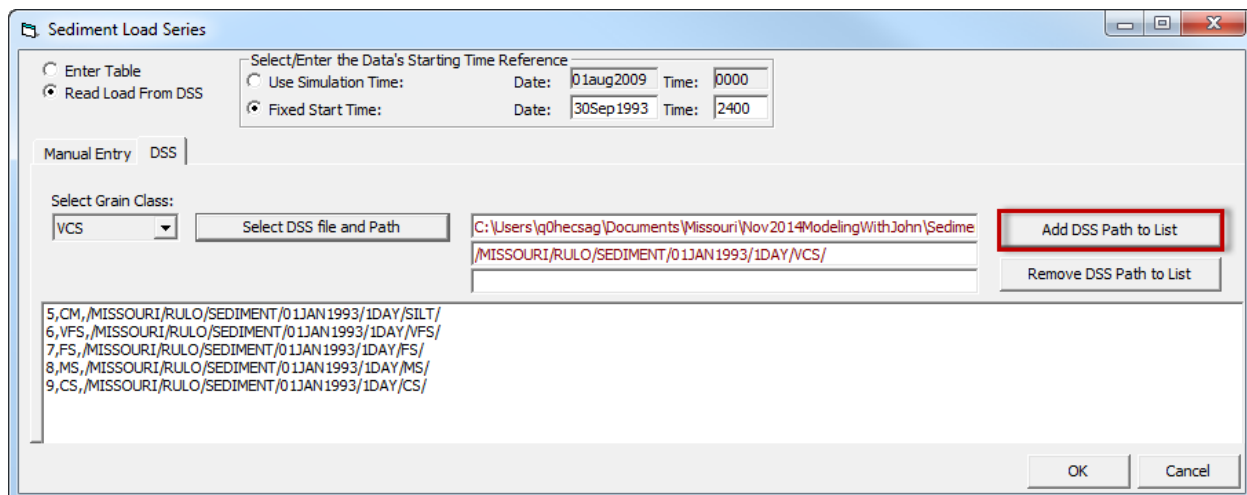 Sediment Load Series
Enter Table
Read Load From DSS
Select/Enter the Data's Starting Time Reference
Use Simulation Time: Date: 01aug2009 Time: 0000
Fixed Start Time: Date: 30Sep1993 Time: 2400
Manual Entry DSS
Select Grain Class:
VCS Select DSS file and Path C:\Users\q0hecsag\Documents\Missouri\Nov2014ModelingWithJohn\Sedime Add DSS Path to List
/MISSOURI/RULO/SEDIMENT/01JAN1993/1DAY/VCS/
Remove DSS Path to List
5,CM,/MISSOURI/RULO/SEDIMENT/01JAN1993/1DAY/SILT/
6,VFS,/MISSOURI/RULO/SEDIMENT/01JAN1993/1DAY/VFS/
7,FS,/MISSOURI/RULO/SEDIMENT/01JAN1993/1DAY/FS/
8,MS,/MISSOURI/RULO/SEDIMENT/01JAN1993/1DAY/MS/
9,CS,/MISSOURI/RULO/SEDIMENT/01JAN1993/1DAY/CS/
OK Cancel